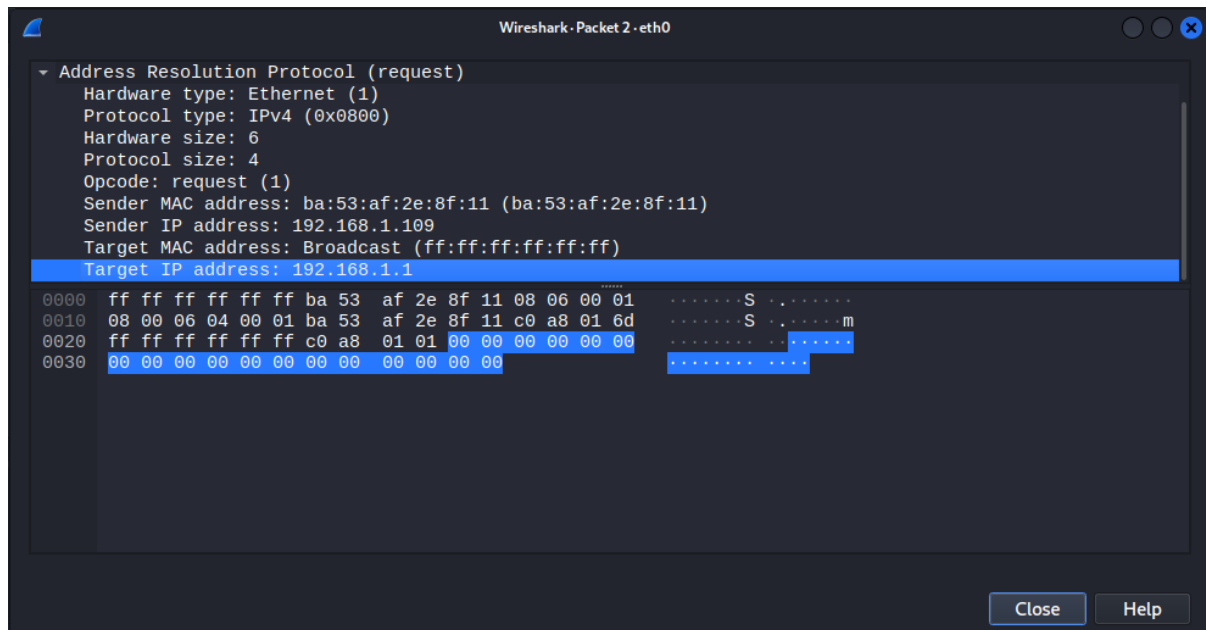 Wireshark · Packet 2 · eth0
Address Resolution Protocol (request)
Hardware type: Ethernet (1)
Protocol type: IPv4 (0x0800)
Hardware size: 6
Protocol size: 4
Opcode: request (1)
Sender MAC address: ba:53:af:2e:8f:11 (ba:53:af:2e:8f:11)
Sender IP address: 192.168.1.109
Target MAC address: Broadcast (ff:ff:ff:ff:ff:ff)
Target IP address: 192.168.1.1
0000 ff ff ff ff ff ff ba 53 af 2e 8f 11 08 06 00 01 ·······S ·.······
0010 08 00 06 04 00 01 ba 53 af 2e 8f 11 c0 a8 01 6d ·······S ·.·····m
0020 ff ff ff ff ff ff c0 a8 01 01 00 00 00 00 00 00 ········ ········
0030 00 00 00 00 00 00 00 00 00 00 00 00 ········ ····
Close Help